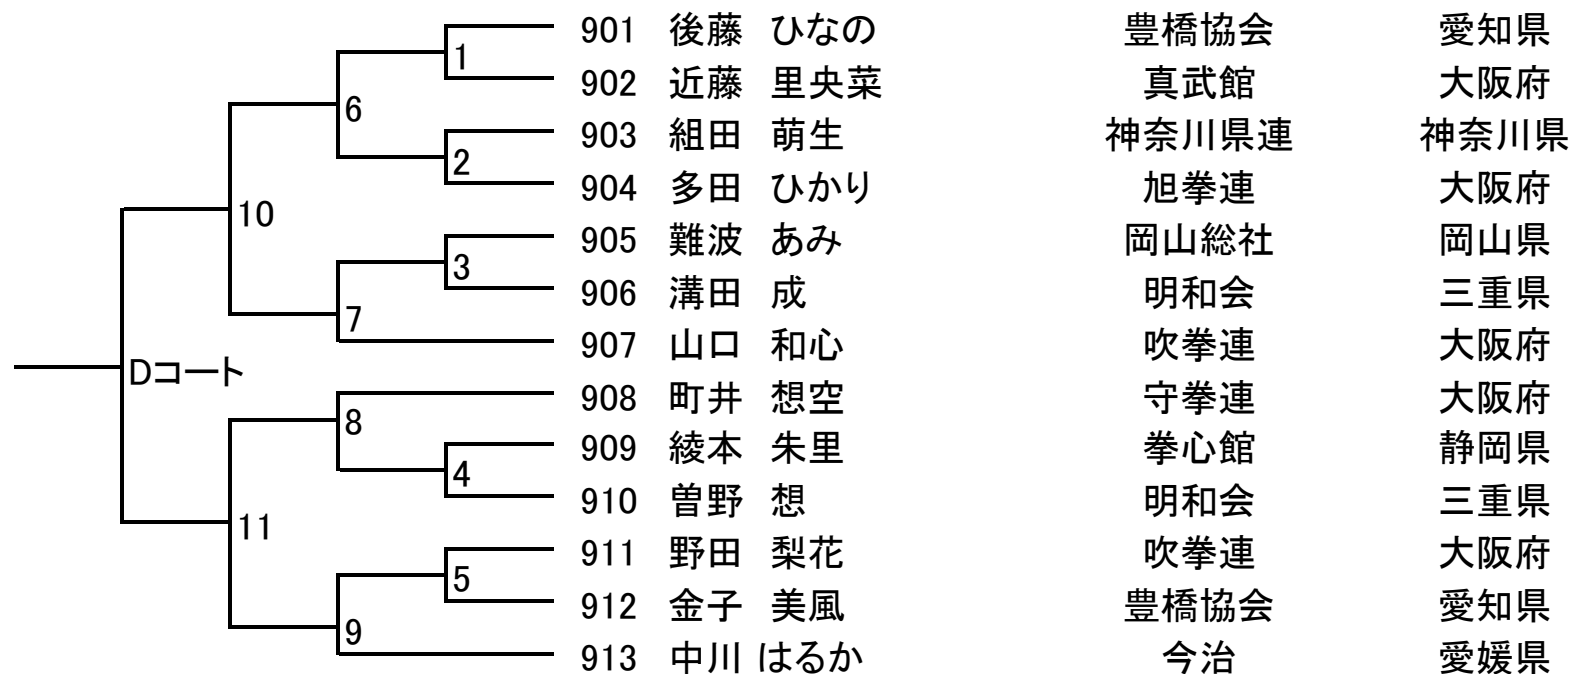 901 後藤 ひなの 豊橋協会 愛知県
1
902 近藤 里央菜 真武館 大阪府
6
903 組田 萌生 神奈川県連 神奈川県
2
904 多田 ひかり 旭拳連 大阪府
10
905 難波 あみ 岡山総社 岡山県
3
906 溝田 成 明和会 三重県
7
907 山口 和心 吹拳連 大阪府
Dコート
908 町井 想空 守拳連 大阪府
8
909 綾本 朱里 拳心館 静岡県
4
910 曽野 想 明和会 三重県
11
911 野田 梨花 吹拳連 大阪府
5
912 金子 美風 豊橋協会 愛知県
9
913 中川 はるか 今治 愛媛県